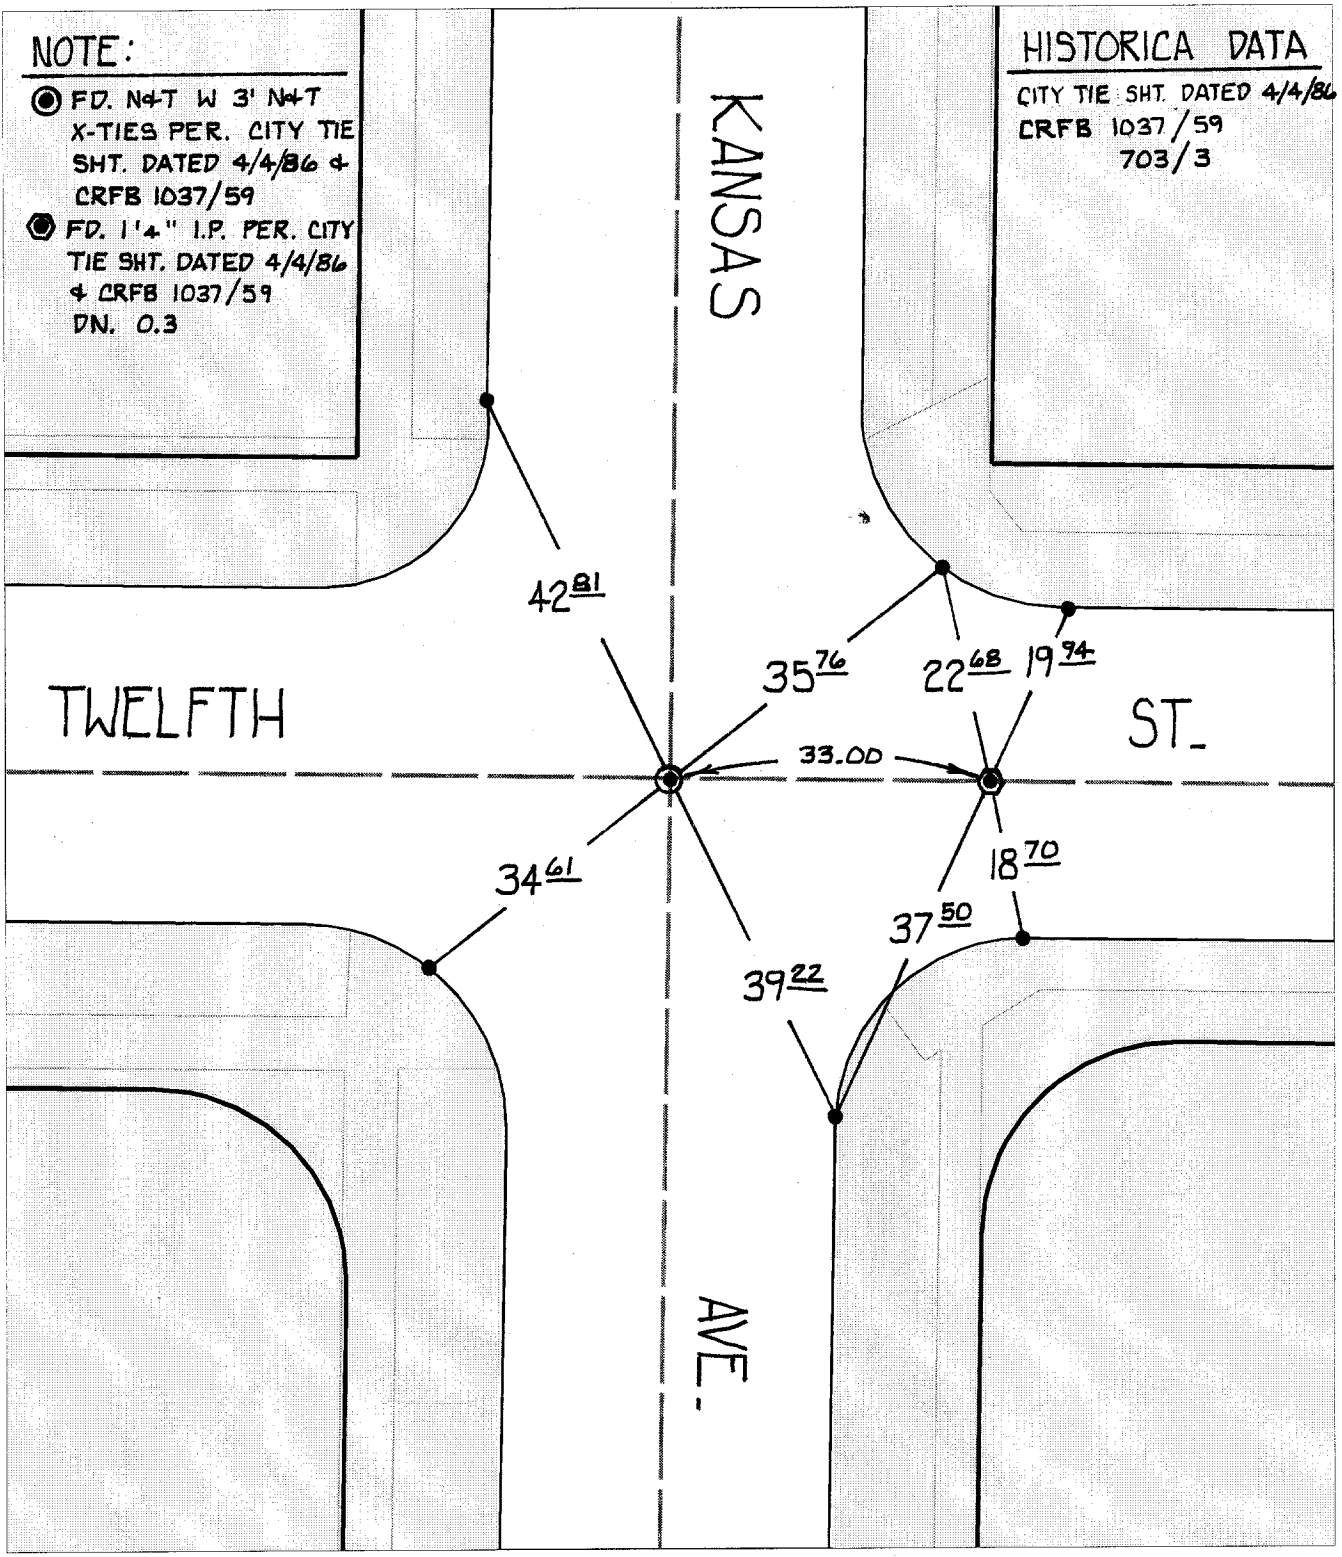 NOTE:
FD. N&T W 3' N&T
X-TIES PER. CITY TIE
SHT. DATED 4/4/86 &
CRFB 1037/59
FD. 1'4" I.P. PER. CITY
TIE SHT. DATED 4/4/86
& CRFB 1037/59
DN. 0.3
HISTORICA DATA
CITY TIE SHT. DATED 4/4/86
CRFB 1037/59
703/3
KANSAS
42 81
35 76
22 68
19 94
TWELFTH
ST.
33.00
34 61
18 70
37 50
39 22
AVE.